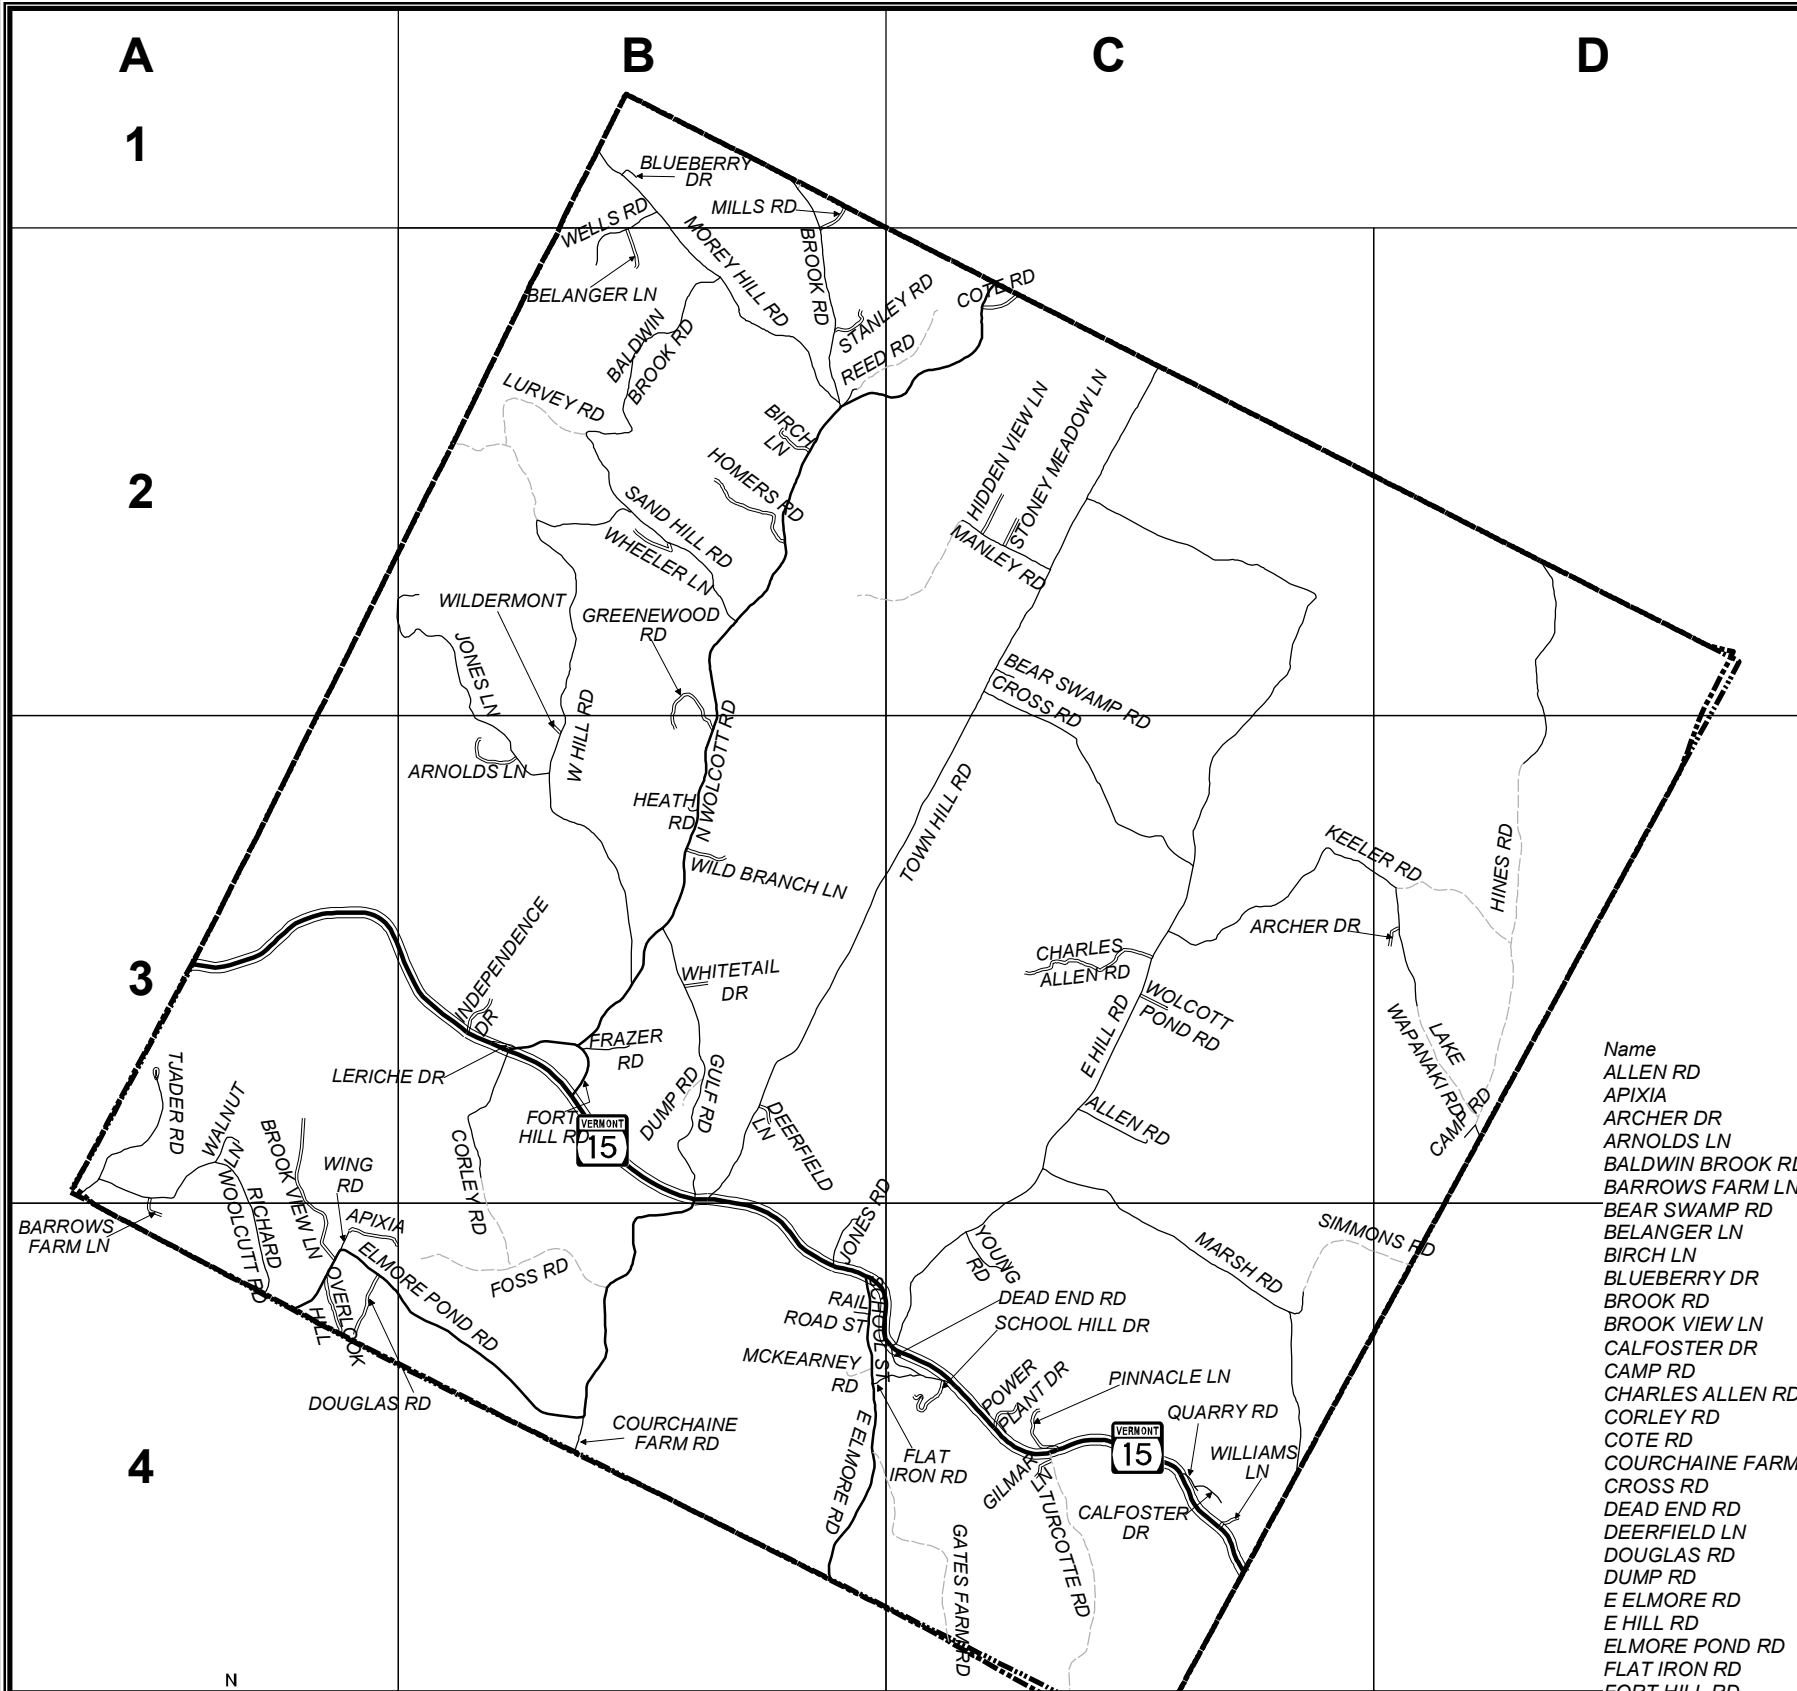 A
B
C
D
1
2
3
4
BLUEBERRY
DR
MILLS RD
WELLS RD
MOREY HILL RD
BROOK RD
BELANGER LN
STANLEY RD
COTE RD
REED RD
BALDWIN
BROOK RD
LURVEY RD
BIRCH
LN
HOMERS RD
HIDDEN VIEW LN
STONEY MEADOW LN
MANLEY RD
SAND HILL RD
WHEELER LN
WILDERMONT
GREENEWOOD
RD
JONES LN
BEAR SWAMP RD
CROSS RD
W HILL RD
N WOLCOTT RD
ARNOLDS LN
HEATH
RD
TOWN HILL RD
WILD BRANCH LN
KEELER RD
HINES RD
ARCHER DR
INDEPENDENCE
DR
CHARLES
ALLEN RD
WHITETAIL
DR
WOLCOTT
POND RD
E HILL RD
LAKE
WAPANAKI RD
CAMP RD
FRAZER
RD
LERICHE DR
TJADER RD
WALNUT
LN
GULF RD
DUMP RD
DEERFIELD
LN
ALLEN RD
FORT
HILL RD
VERMONT
15
BROOK VIEW LN
WING
RD
CORLEY RD
RICHARD
WOOLCUTT RD
BARROWS
FARM LN
APIXIA
ELMORE POND RD
OVERLOOK
HILL
FOSS RD
JONES RD
YOUNG
RD
MARSH RD
SIMMONS RD
RAIL
ROAD ST
SCHOOL ST
DEAD END RD
SCHOOL HILL DR
MCKEARNEY
RD
POWER
PLANT DR
PINNACLE LN
DOUGLAS RD
COURCHAINE
FARM RD
QUARRY RD
E ELMORE RD
FLAT
IRON RD
VERMONT
15
WILLIAMS
LN
GILMAR
LN
CALFOSTER
DR
TURCOTTE RD
GATES FARM RD
N
Name
ALLEN RD
APIXIA
ARCHER DR
ARNOLDS LN
BALDWIN BROOK RD
BARROWS FARM LN
BEAR SWAMP RD
BELANGER LN
BIRCH LN
BLUEBERRY DR
BROOK RD
BROOK VIEW LN
CALFOSTER DR
CAMP RD
CHARLES ALLEN RD
CORLEY RD
COTE RD
COURCHAINE FARM
CROSS RD
DEAD END RD
DEERFIELD LN
DOUGLAS RD
DUMP RD
E ELMORE RD
E HILL RD
ELMORE POND RD
FLAT IRON RD
FORT HILL RD